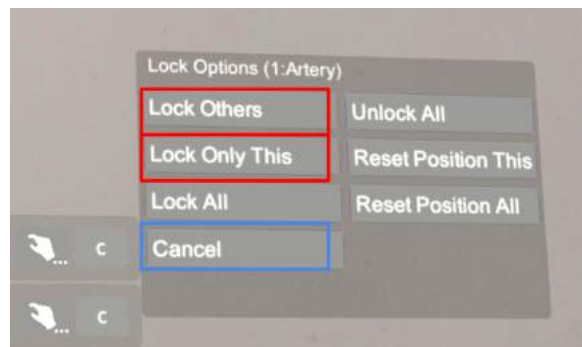 Lock Options (1:Artery)
Lock Others
Unlock All
Lock Only This
Reset Position This
Lock All
Reset Position All
Cancel
... C
... C